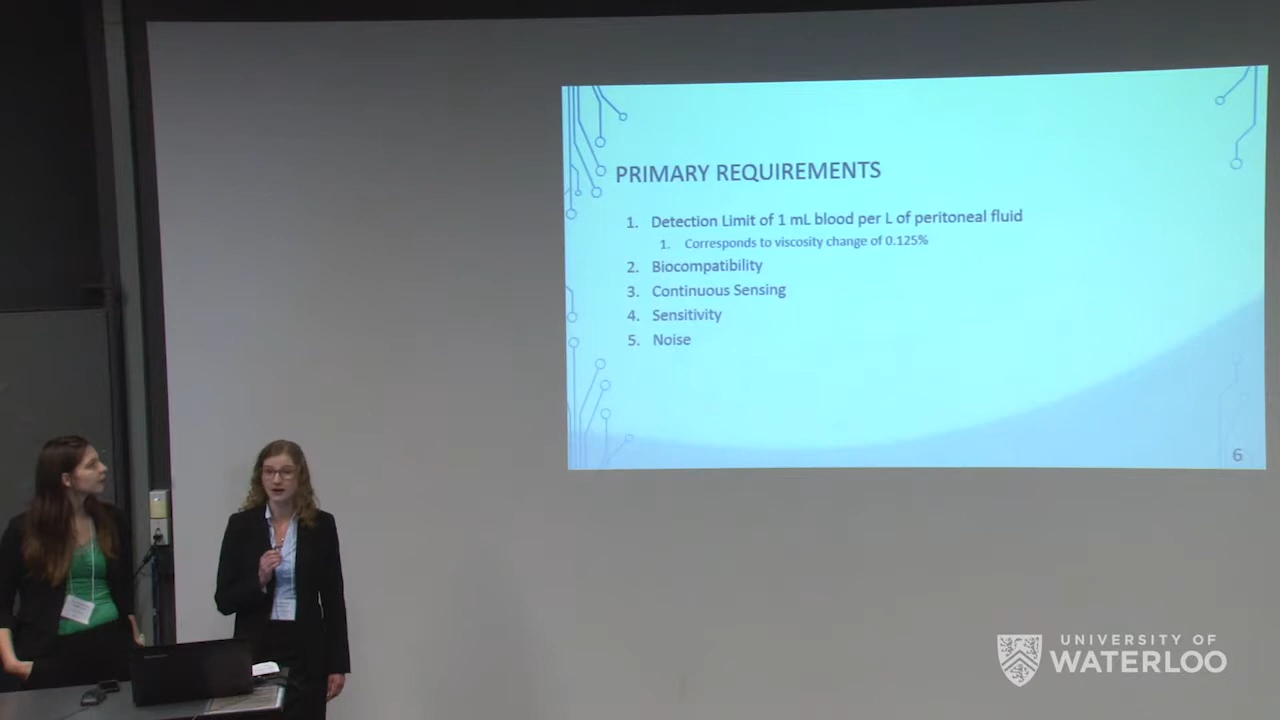 PRIMARY REQUIREMENTS
1. Detection Limit of 1 mL blood per L of peritoneal fluid
1. Corresponds to viscosity change of 0.125%
2. Biocompatibility
3. Continuous Sensing
4. Sensitivity
5. Noise
6
UNIVERSITY OF
WATERLOO